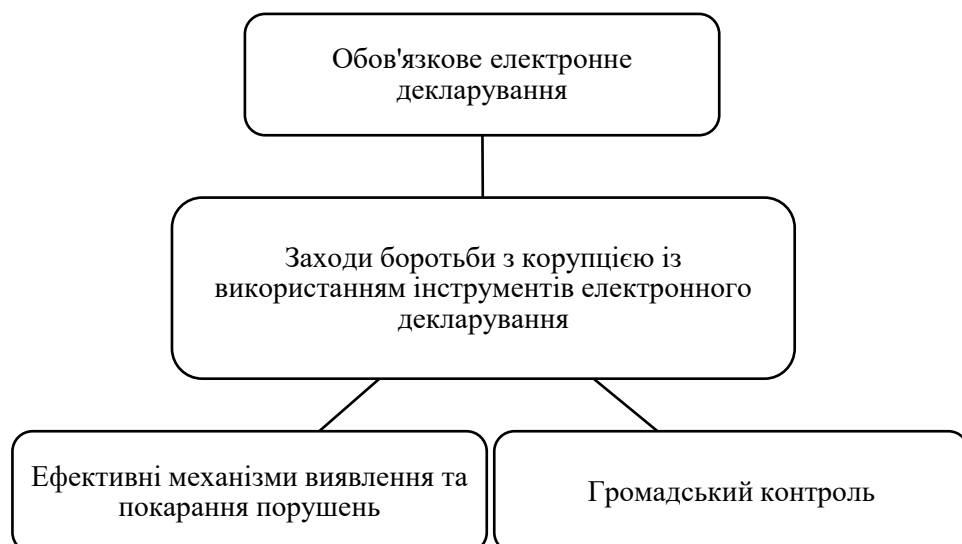 Обов'язкове електронне
декларування
Заходи боротьби з корупцією із
використанням інструментів електронного
декларування
Ефективні механізми виявлення та
покарання порушень
Громадський контроль